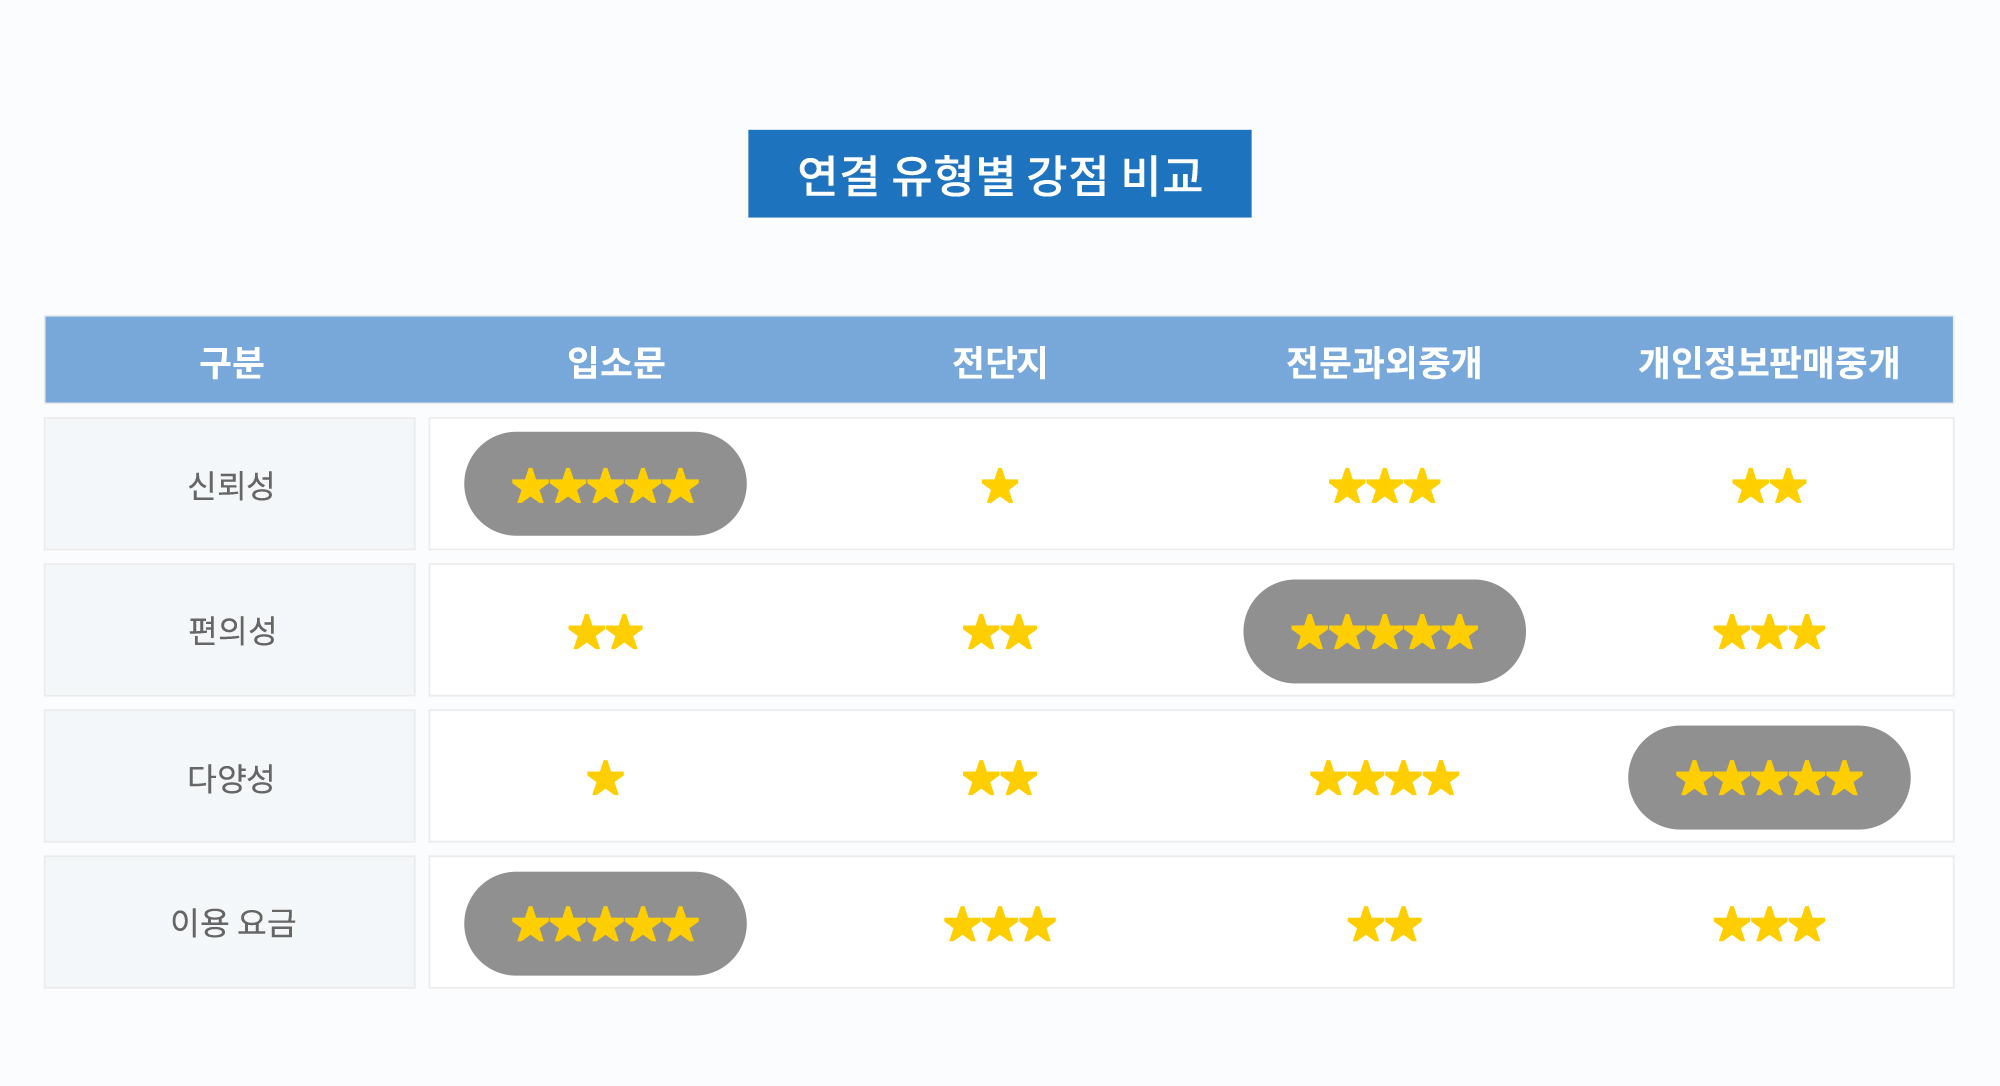 연결 유형별 강점 비교
구분 입소문 전단지 전문과외중개 개인정보판매중개
신뢰성 ★★★★★ ★ ★★★ ★★
편의성 ★★ ★★ ★★★★★ ★★★
다양성 ★ ★★ ★★★★ ★★★★★
이용 요금 ★★★★★ ★★★ ★★ ★★★